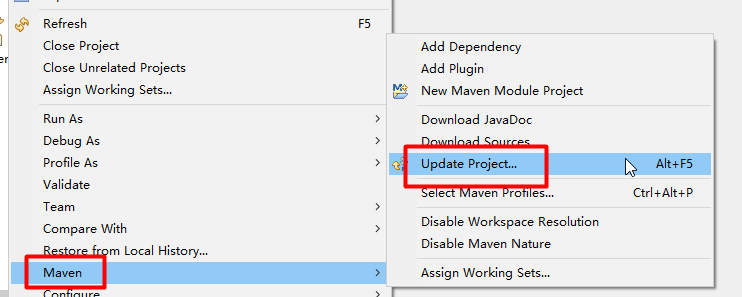 Refresh F5
Close Project
Close Unrelated Projects
Assign Working Sets...
Run As
Debug As
Profile As
Validate
Team
Compare With
Restore from Local History...
Maven
Configure
Add Dependency
Add Plugin
New Maven Module Project
Download JavaDoc
Download Sources
Update Project... Alt+F5
Select Maven Profiles... Ctrl+Alt+P
Disable Workspace Resolution
Disable Maven Nature
Assign Working Sets...